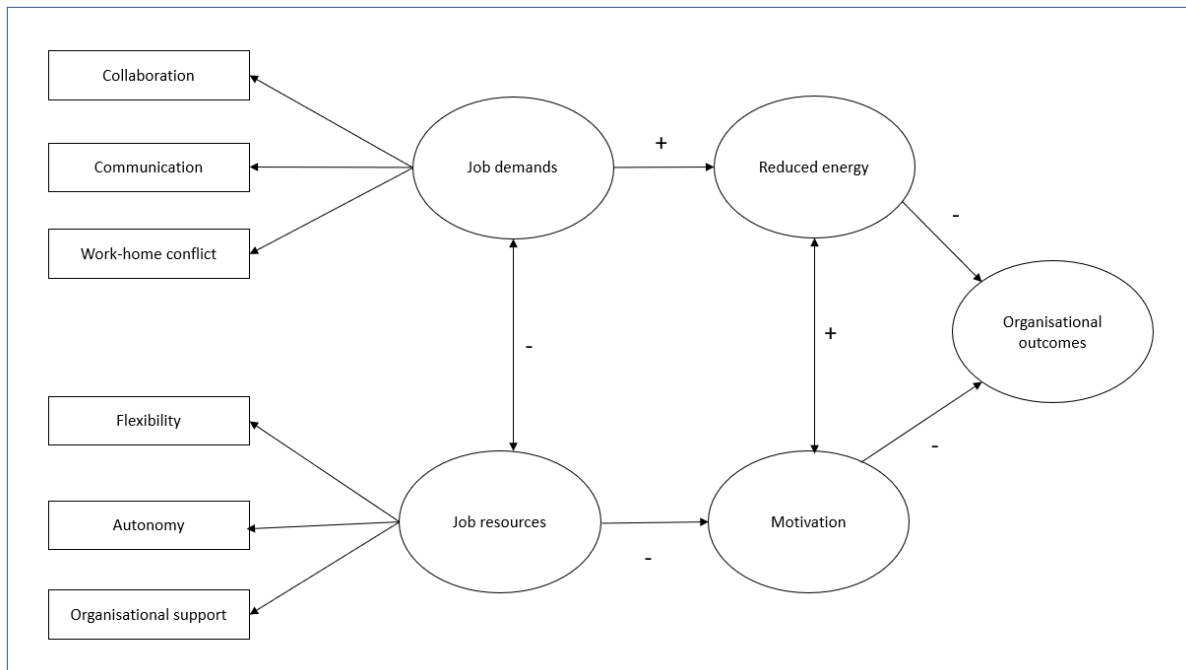 Collaboration
Communication
Work-home conflict
Job demands
+
Reduced energy
-
-
+
Organisational
outcomes
Flexibility
Autonomy
Organisational support
Job resources
-
Motivation
-